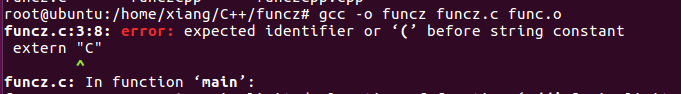 root@ubuntu:/home/xiang/C++/funcz# gcc -o funcz funcz.c func.o
funcz.c:3:8: error: expected identifier or ‘(’ before string constant
extern "C"
^
funcz.c: In function ‘main’: